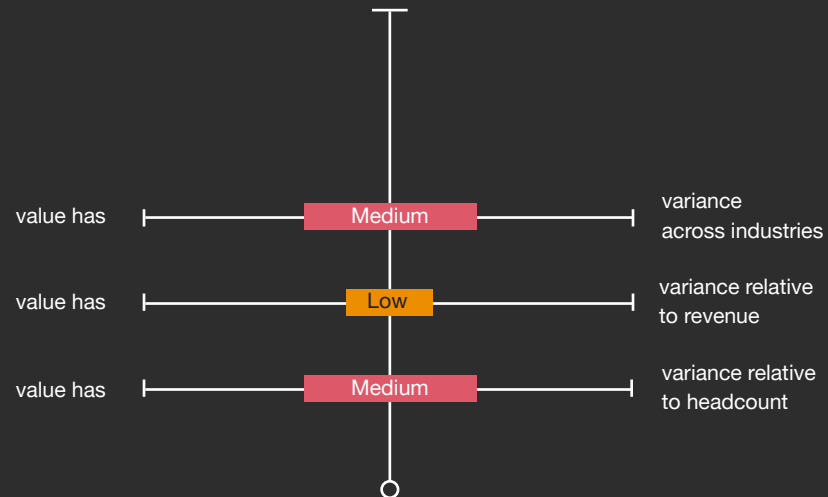 value has
Medium
variance
across industries
value has
Low
variance relative
to revenue
value has
Medium
variance relative
to headcount